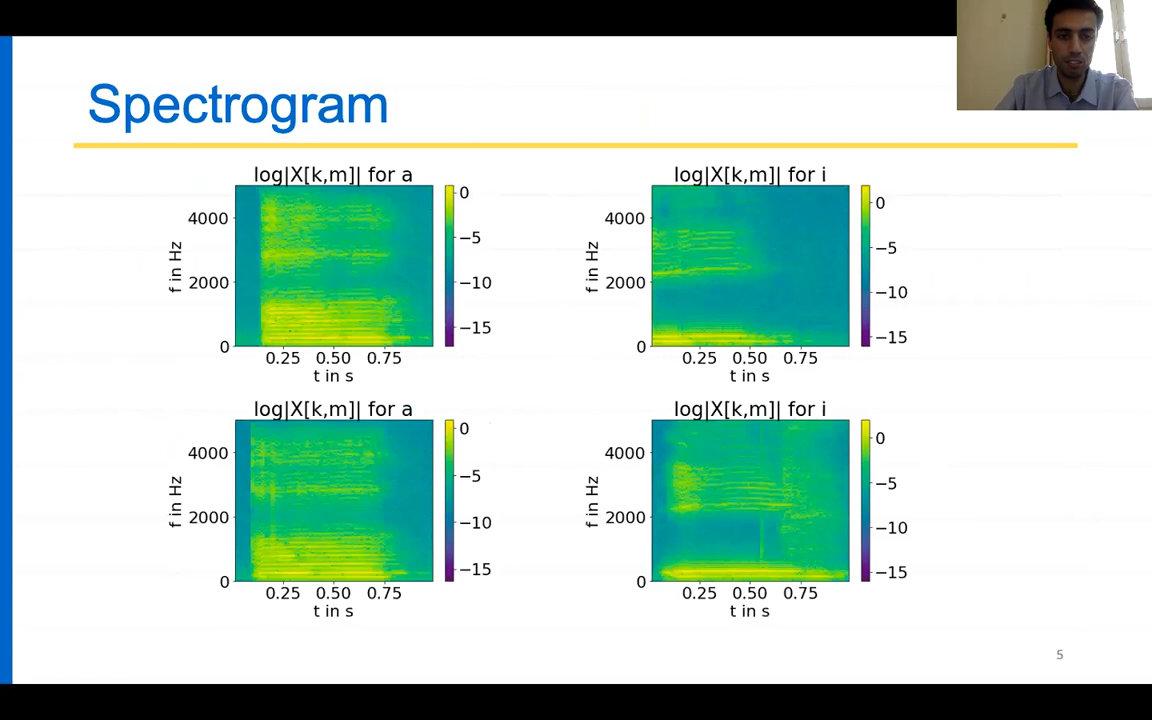 Spectrogram
log|X[k,m]| for a
f in Hz
4000
2000
0
0.25 0.50 0.75
t in s
0
−5
−10
−15
log|X[k,m]| for i
f in Hz
4000
2000
0
0.25 0.50 0.75
t in s
0
−5
−10
−15
log|X[k,m]| for a
f in Hz
4000
2000
0
0.25 0.50 0.75
t in s
0
−5
−10
−15
log|X[k,m]| for i
f in Hz
4000
2000
0
0.25 0.50 0.75
t in s
0
−5
−10
−15
5